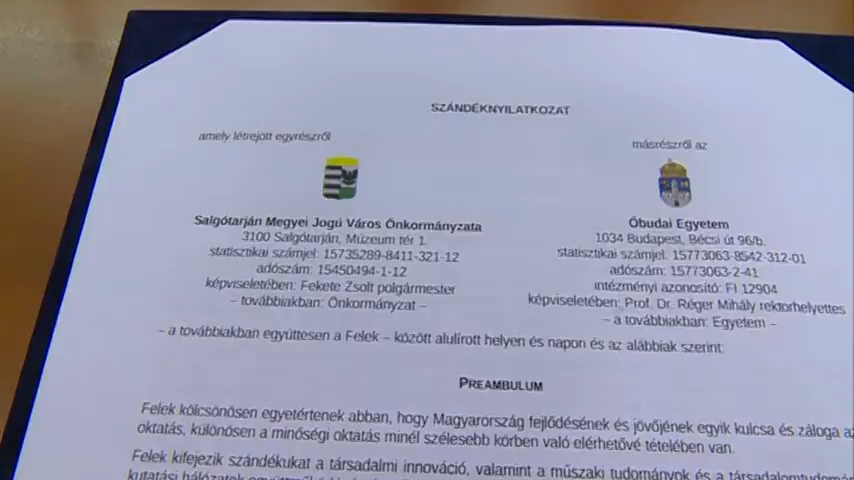 SZÁNDÉKNYILATKOZAT
amely létrejött egyrészről
Salgótarján Megyei Jogú Város Önkormányzata
3100 Salgótarján, Múzeum tér 1.
statisztikai számjel: 15735289-8411-321-12
adószám: 15450494-1-12
képviseletében: Fekete Zsolt polgármester
– továbbiakban: Önkormányzat –
másrészről az
Óbudai Egyetem
1034 Budapest, Bécsi út 96/b.
statisztikai számjel: 15773063-8542-312-01
adószám: 15773063-2-41
intézményi azonosító: FI 12904
képviseletében: Prof. Dr. Réger Mihály rektorhelyettes
– a továbbiakban: Egyetem –
– a továbbiakban együttesen a Felek – között alulírott helyen és napon és az alábbiak szerint:
PREAMBULUM
Felek kölcsönösen egyetértenek abban, hogy Magyarország fejlődésének és jövőjének egyik kulcsa és záloga az
oktatás, különösen a minőségi oktatás minél szélesebb körben való elérhetővé tételében van.
Felek kifejezik szándékukat a társadalmi innováció, valamint a műszaki tudományok és a
kutatási hálózatok